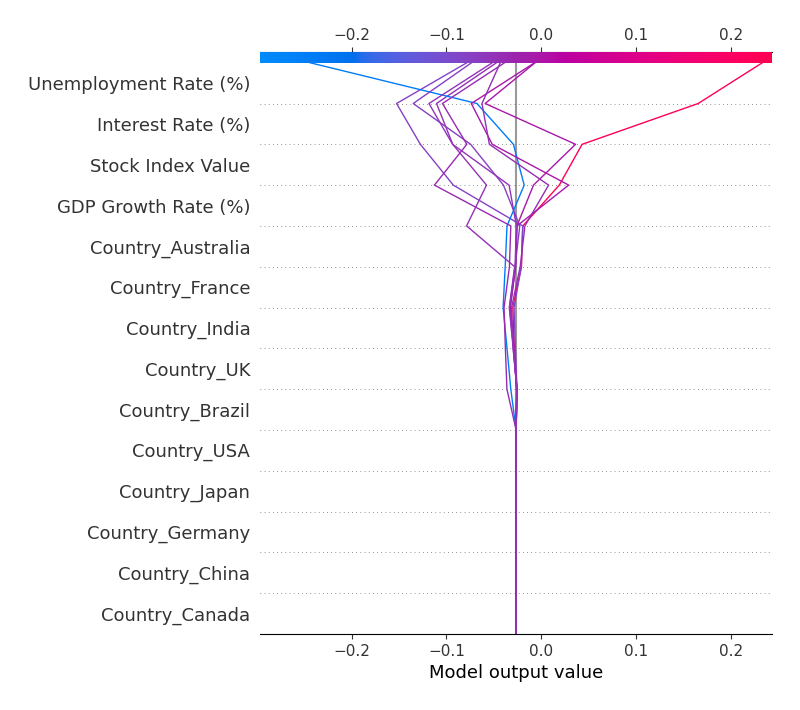 −0.2 −0.1 0.0 0.1 0.2
Unemployment Rate (%)
Interest Rate (%)
Stock Index Value
GDP Growth Rate (%)
Country_Australia
Country_France
Country_India
Country_UK
Country_Brazil
Country_USA
Country_Japan
Country_Germany
Country_China
Country_Canada
−0.2 −0.1 0.0 0.1 0.2
Model output value